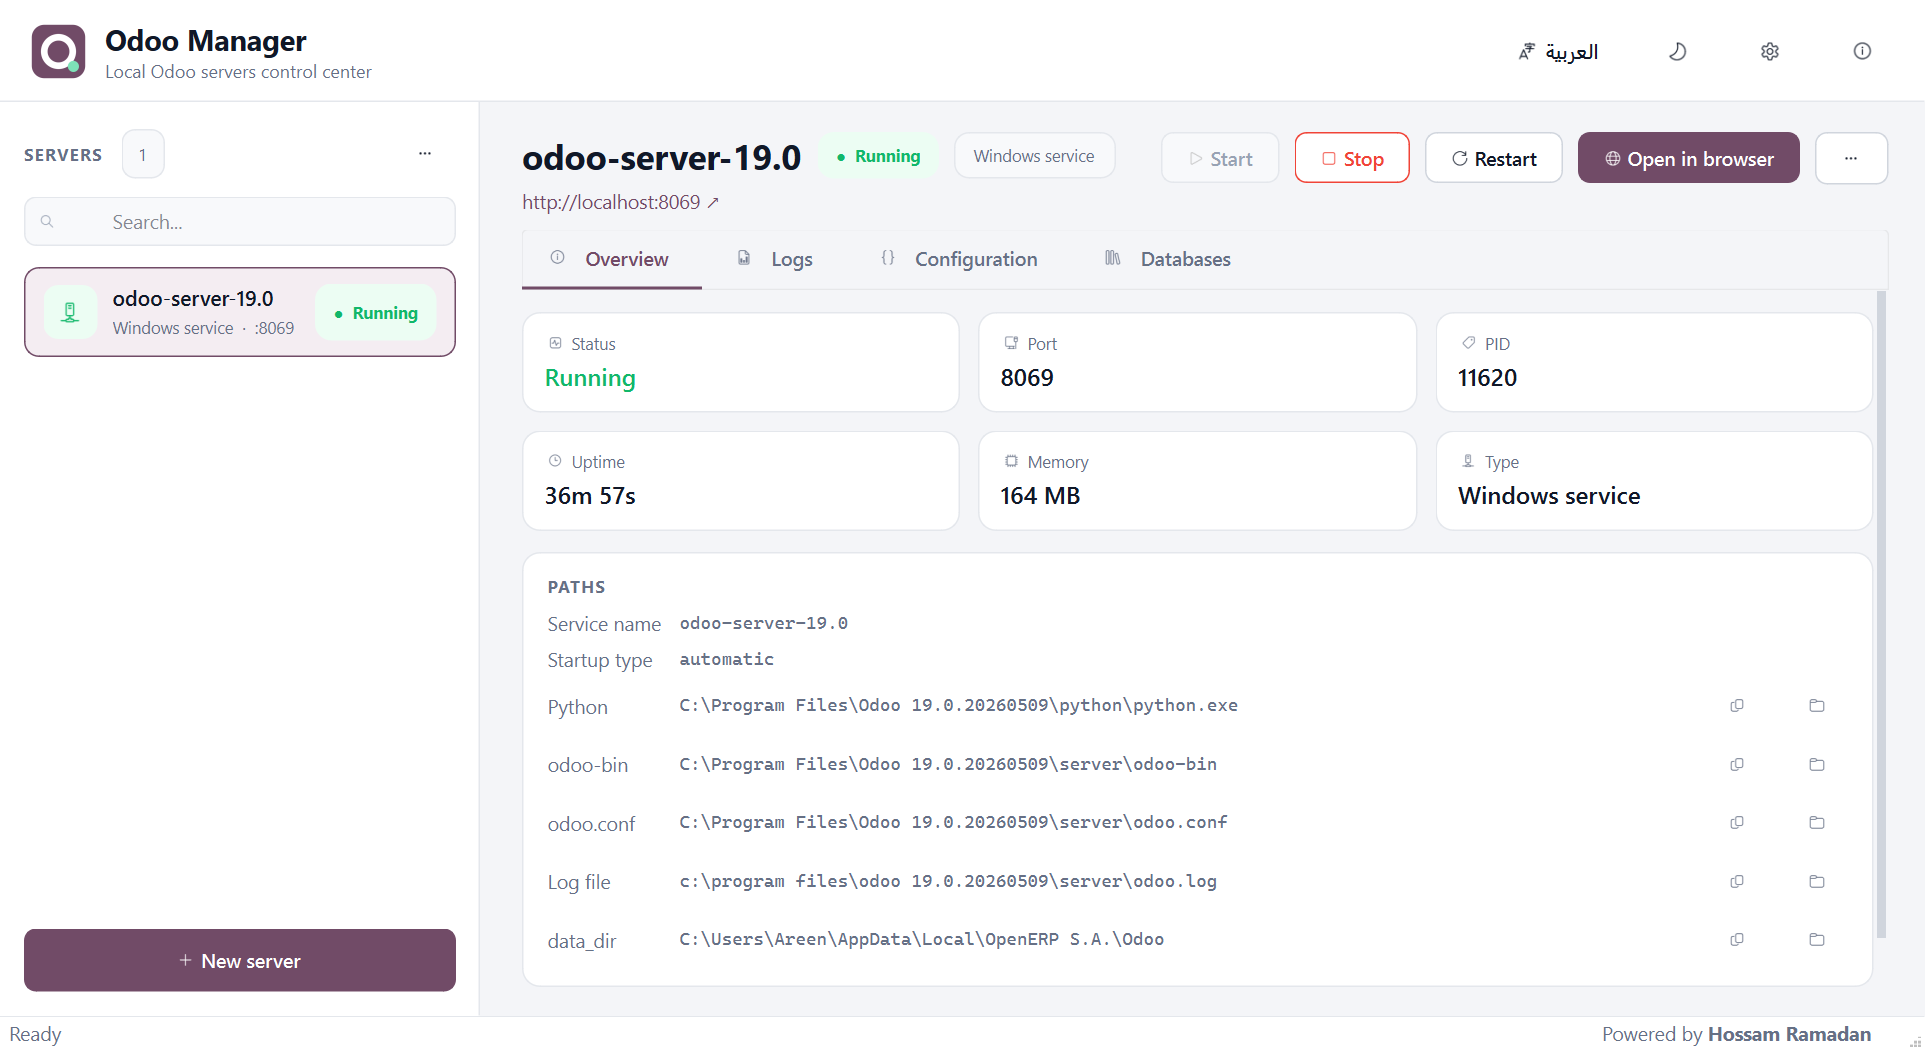 Odoo Manager
Local Odoo servers control center
العربية
SERVERS 1 ...
Search...
odoo-server-19.0
Windows service · :8069
● Running
+ New server
odoo-server-19.0 ● Running Windows service
Start Stop Restart Open in browser ...
http://localhost:8069 ↗
Overview Logs Configuration Databases
Status
Running
Port
8069
PID
11620
Uptime
36m 57s
Memory
164 MB
Type
Windows service
PATHS
Service name odoo-server-19.0
Startup type automatic
Python C:\Program Files\Odoo 19.0.20260509\python\python.exe
odoo-bin C:\Program Files\Odoo 19.0.20260509\server\odoo-bin
odoo.conf C:\Program Files\Odoo 19.0.20260509\server\odoo.conf
Log file c:\program files\odoo 19.0.20260509\server\odoo.log
data_dir C:\Users\Areen\AppData\Local\OpenERP S.A.\Odoo
Ready
Powered by Hossam Ramadan